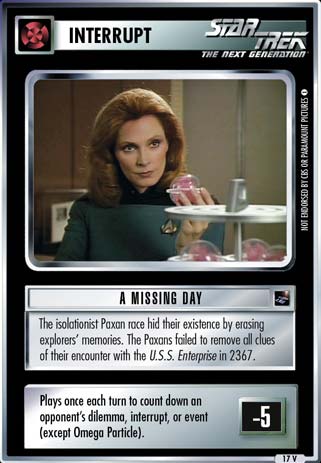 INTERRUPT
STAR TREK
THE NEXT GENERATION®
NOT ENDORSED BY CBS OR PARAMOUNT PICTURES
A MISSING DAY
The isolationist Paxan race hid their existence by erasing
explorers' memories. The Paxans failed to remove all clues
of their encounter with the U.S.S. Enterprise in 2367.
Plays once each turn to count down an
opponent's dilemma, interrupt, or event
(except Omega Particle).
-5
17 V